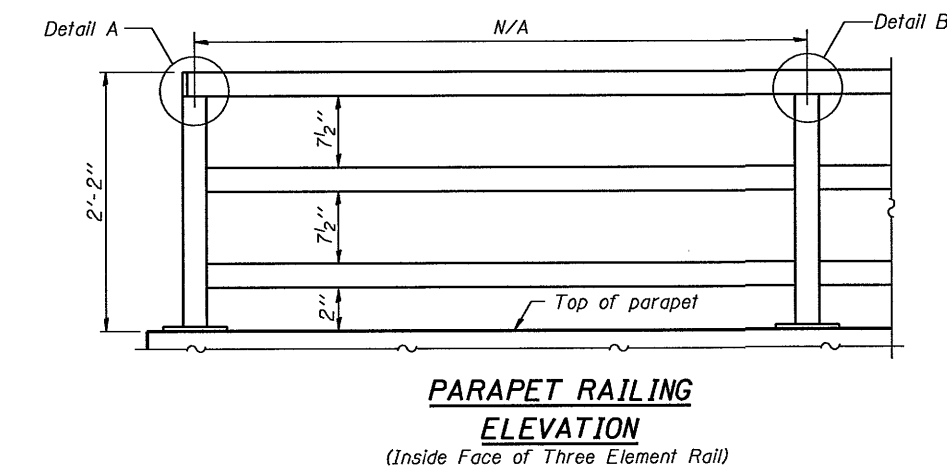 Detail A
N/A
Detail B
7½"
2'-2"
7½"
2"
Top of parapet
PARAPET RAILING
ELEVATION
(Inside Face of Three Element Rail)